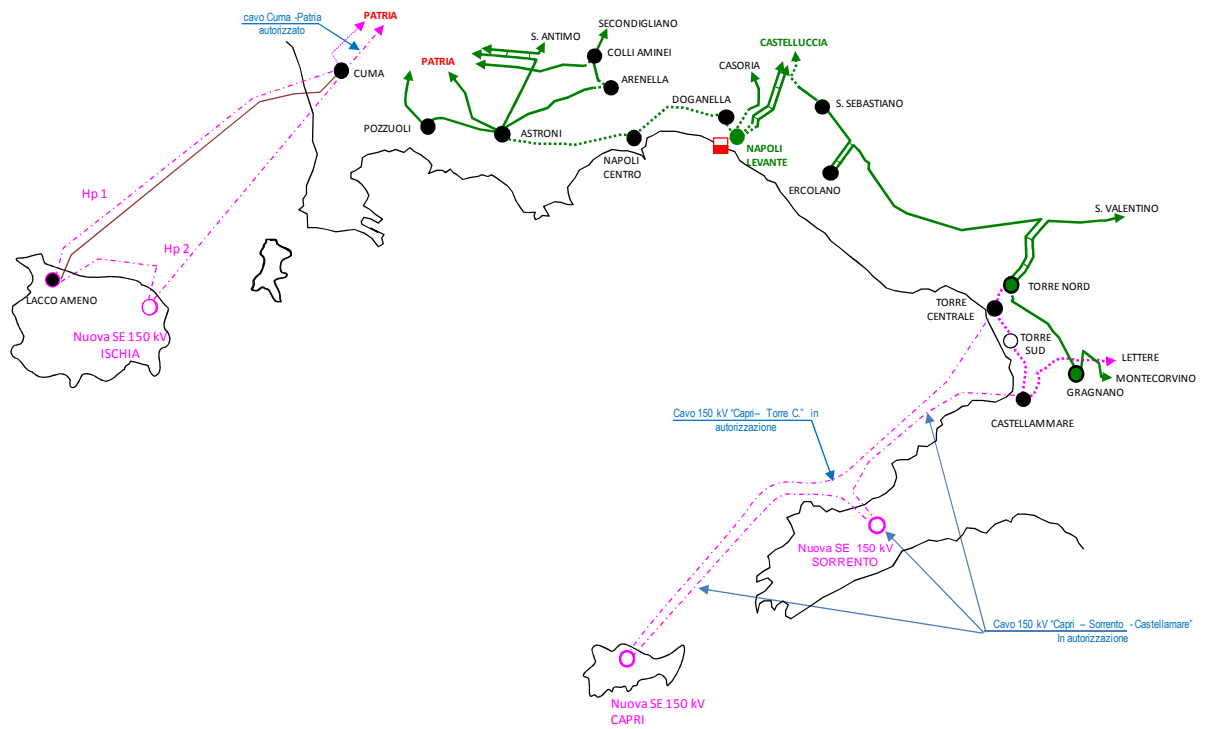 cavo Cuma -Patria
autorizzato
PATRIA
CUMA
Hp 1
Hp 2
LACCO AMENO
Nuova SE 150 kV
ISCHIA
PATRIA
POZZUOLI
S. ANTIMO
SECONDIGLIANO
COLLI AMINEI
ARENELLA
ASTRONI
NAPOLI
CENTRO
DOGANELLA
CASORIA
CASTELLUCCIA
NAPOLI
LEVANTE
S. SEBASTIANO
ERCOLANO
S. VALENTINO
TORRE NORD
TORRE
CENTRALE
TORRE
SUD
LETTERE
MONTECORVINO
GRAGNANO
CASTELLAMMARE
Cavo 150 kV "Capri– Torre C." in
autorizzazione
Nuova SE 150 kV
SORRENTO
Cavo 150 kV "Capri – Sorrento - Castellamare"
In autorizzazione
Nuova SE 150 kV
CAPRI